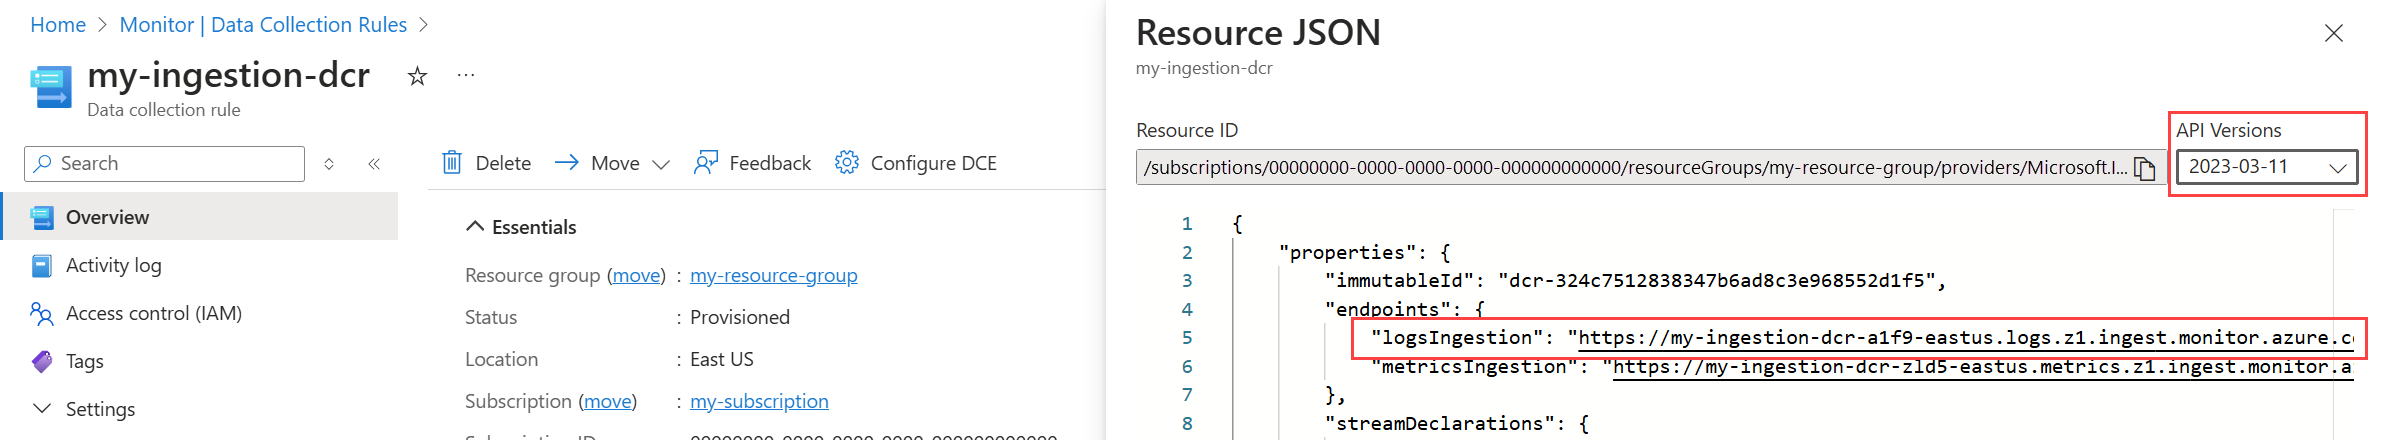 Home > Monitor | Data Collection Rules >
my-ingestion-dcr
Data collection rule
Search
Overview
Activity log
Access control (IAM)
Tags
Settings
Delete Move Feedback Configure DCE
Essentials
Resource group (move) : my-resource-group
Status : Provisioned
Location : East US
Subscription (move) : my-subscription
Resource JSON
my-ingestion-dcr
Resource ID
/subscriptions/00000000-0000-0000-0000-000000000000/resourceGroups/my-resource-group/providers/Microsoft.I...
API Versions
2023-03-11
1 {
2 "properties": {
3 "immutableId": "dcr-324c7512838347b6ad8c3e968552d1f5",
4 "endpoints": {
5 "logsIngestion": "https://my-ingestion-dcr-a1f9-eastus.logs.z1.ingest.monitor.azure.c
6 "metricsIngestion": "https://my-ingestion-dcr-zld5-eastus.metrics.z1.ingest.monitor.a
7 },
8 "streamDeclarations": {